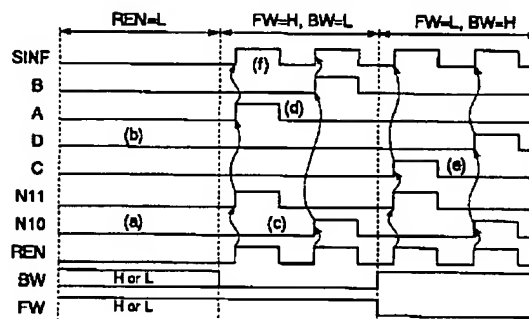 REN=L FW=H, BW=L FW=L, BW=H
SINF (f)
B
A (d)
D (b)
C (e)
N11
N10 (a) (c)
REN
BW H or L
FW H or L